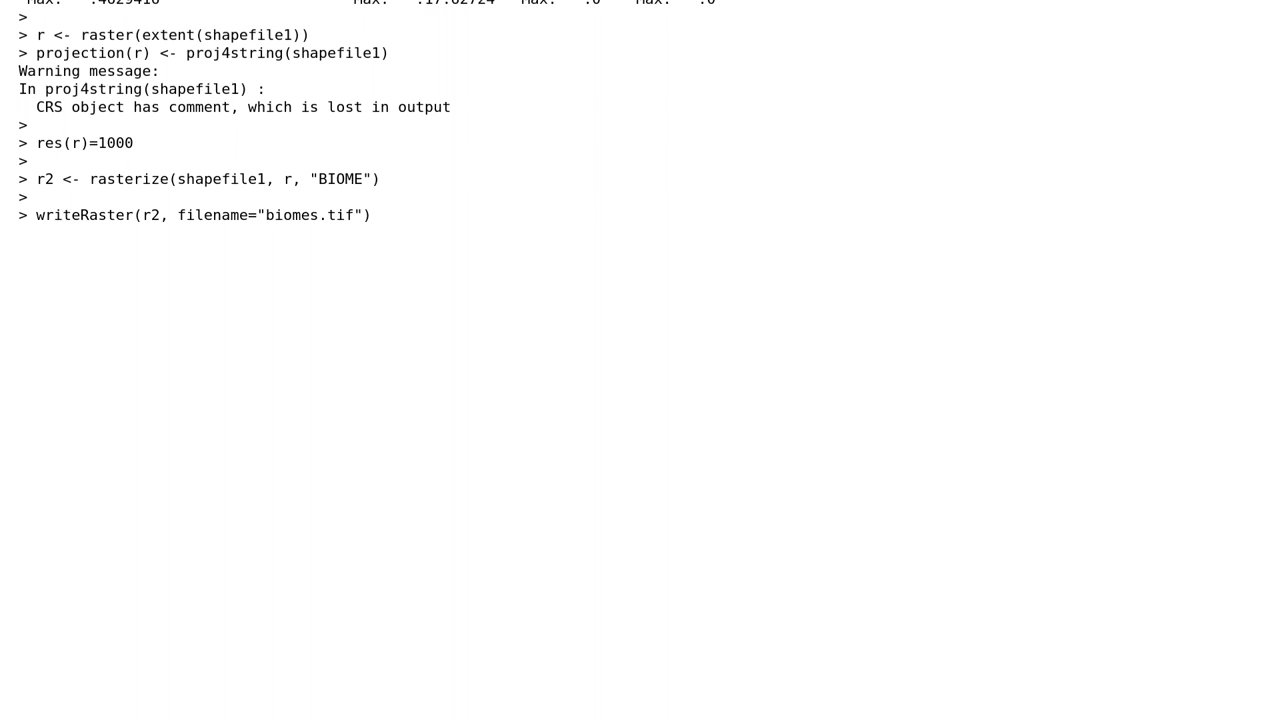 >
> r <- raster(extent(shapefile1))
> projection(r) <- proj4string(shapefile1)
Warning message:
In proj4string(shapefile1) :
  CRS object has comment, which is lost in output
>
> res(r)=1000
>
> r2 <- rasterize(shapefile1, r, "BIOME")
>
> writeRaster(r2, filename="biomes.tif")